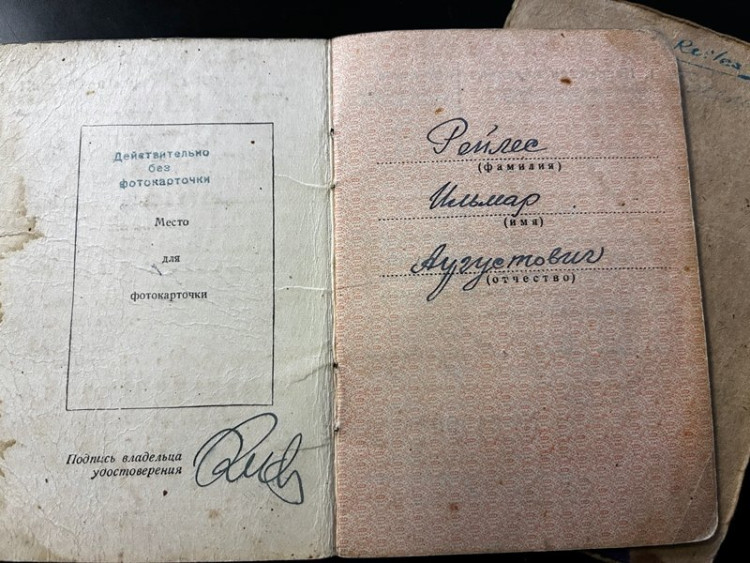 Действительно
без
фотокарточки
Место
для
фотокарточки
Подпись владельца
удостоверения
Рейлес
(фамилия)
Ильмар
(имя)
Аугустович
(отчество)